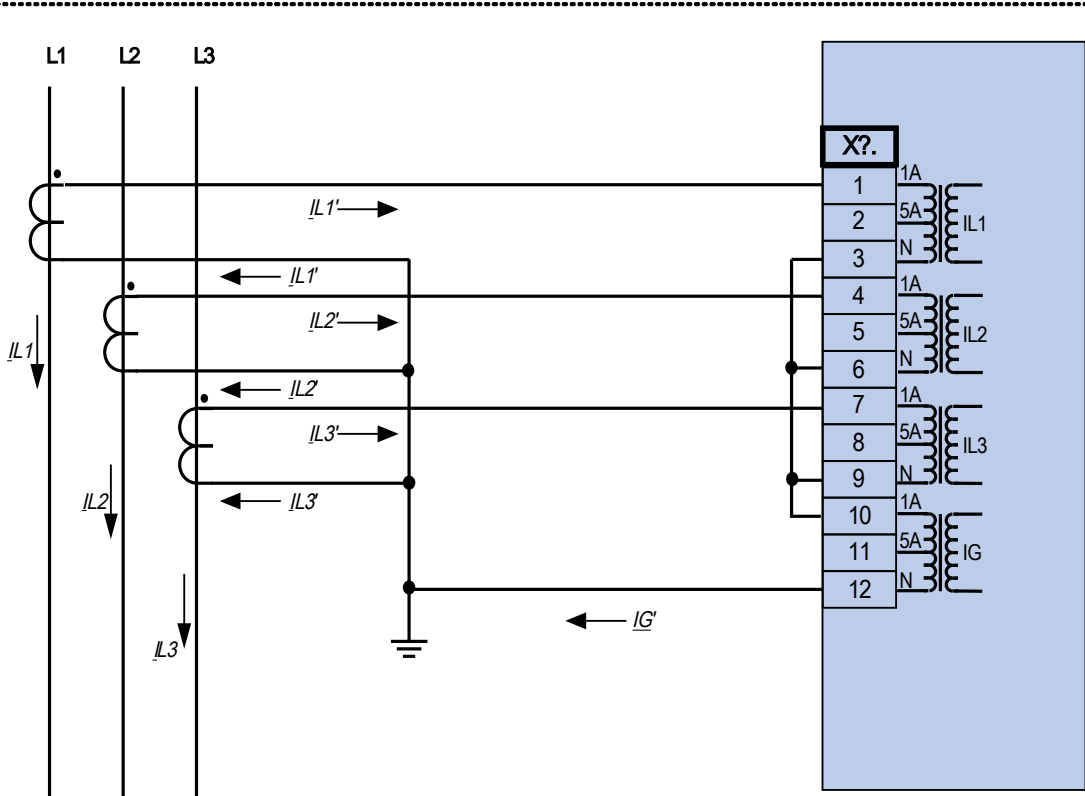 L1 L2 L3
X?.
1 1A
IL1'
2 5A IL1
3 N
IL1'
4 1A
IL2'
5 5A IL2
IL1
6 N
IL2'
7 1A
IL3'
8 5A IL3
9 N
IL2
IL3'
10 1A
11 5A IG
12 N
IG'
IL3